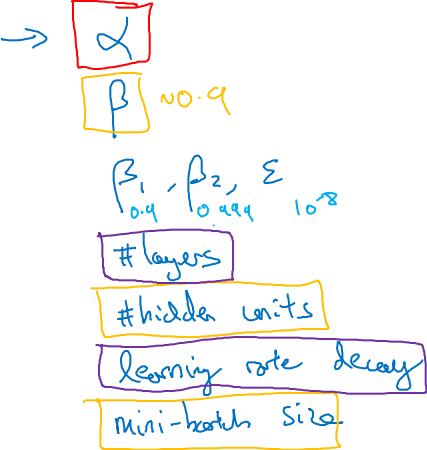 → α
β ~0.9
β₁, β₂, ε
0.9 0.999 10⁻⁸
#layers
#hidden units
learning rate decay
mini-batch size